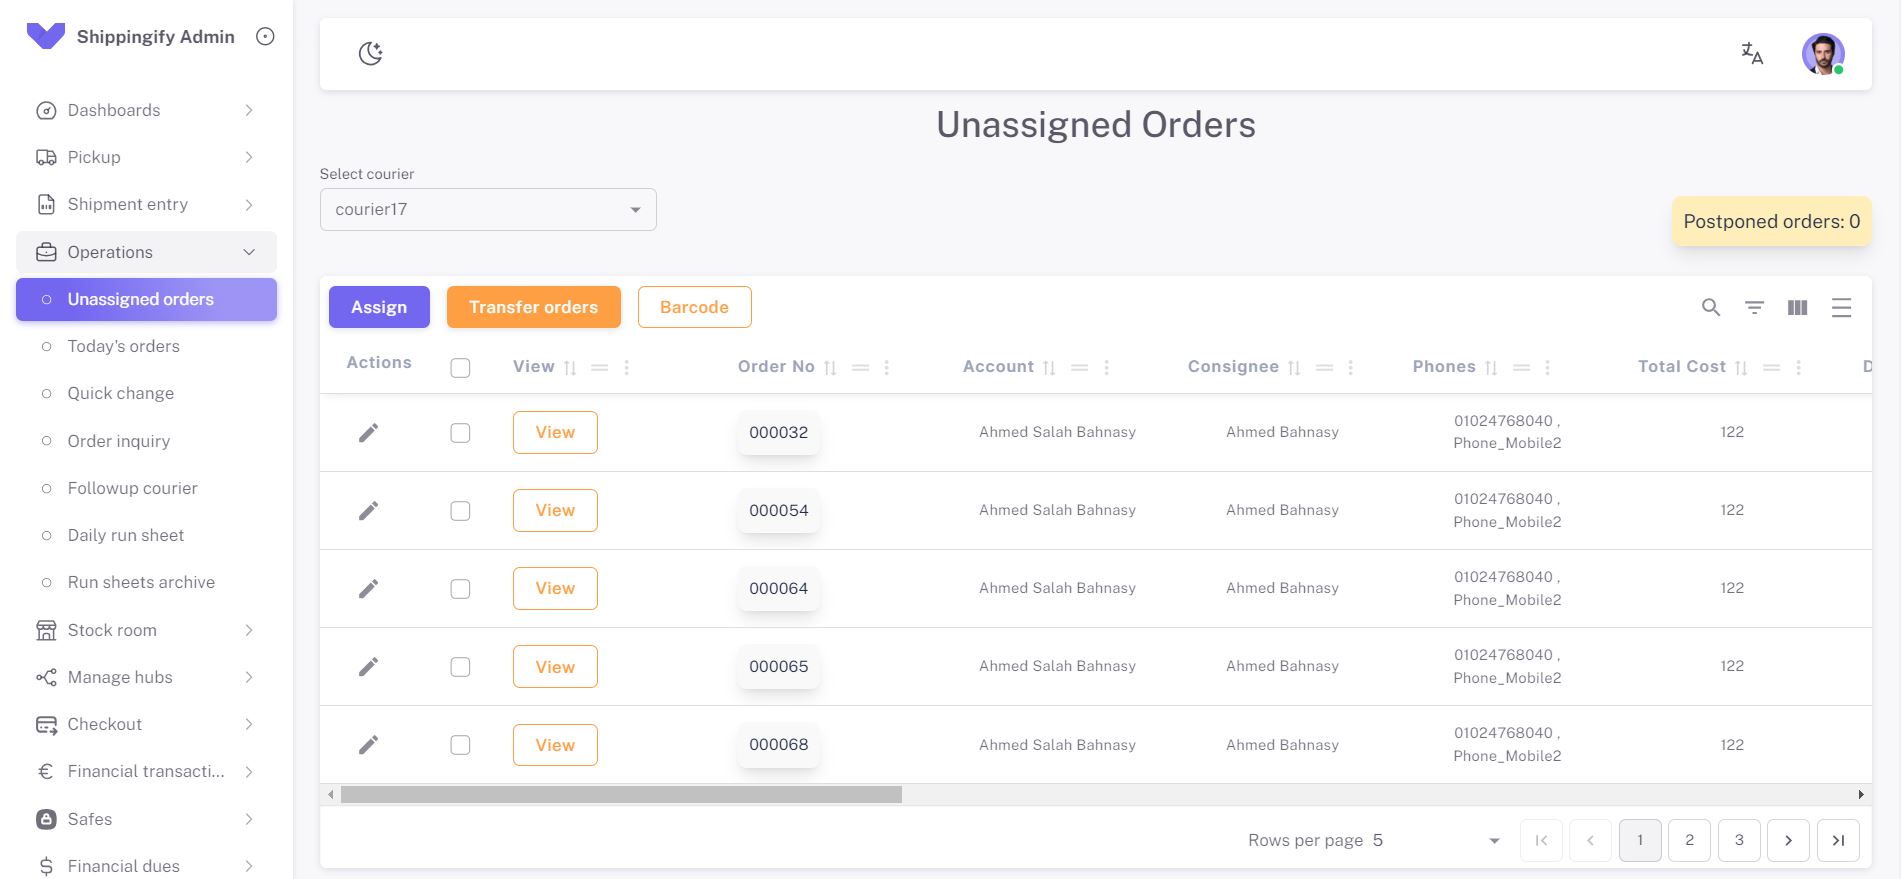 Shippingify Admin
Dashboards
Pickup
Shipment entry
Operations
Unassigned orders
Today's orders
Quick change
Order inquiry
Followup courier
Daily run sheet
Run sheets archive
Stock room
Manage hubs
Checkout
Financial transacti...
Safes
Financial dues
Unassigned Orders
Select courier
courier17
Postponed orders: 0
Assign Transfer orders Barcode
Actions View Order No Account Consignee Phones Total Cost D
View 000032 Ahmed Salah Bahnasy Ahmed Bahnasy 01024768040 , 122
Phone_Mobile2
View 000054 Ahmed Salah Bahnasy Ahmed Bahnasy 01024768040 , 122
Phone_Mobile2
View 000064 Ahmed Salah Bahnasy Ahmed Bahnasy 01024768040 , 122
Phone_Mobile2
View 000065 Ahmed Salah Bahnasy Ahmed Bahnasy 01024768040 , 122
Phone_Mobile2
View 000068 Ahmed Salah Bahnasy Ahmed Bahnasy 01024768040 , 122
Phone_Mobile2
Rows per page 5 1 2 3